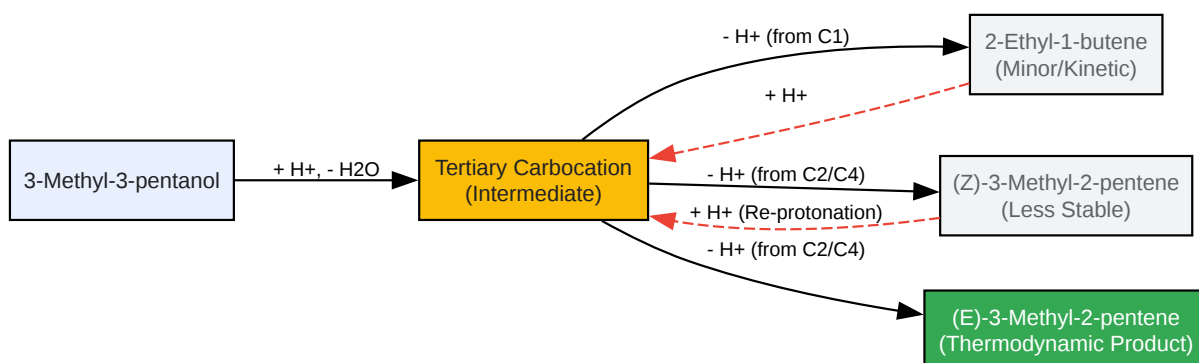 3-Methyl-3-pentanol
+ H+, - H2O
Tertiary Carbocation
(Intermediate)
- H+ (from C1)
+ H+
2-Ethyl-1-butene
(Minor/Kinetic)
- H+ (from C2/C4)
+ H+ (Re-protonation)
(Z)-3-Methyl-2-pentene
(Less Stable)
- H+ (from C2/C4)
(E)-3-Methyl-2-pentene
(Thermodynamic Product)